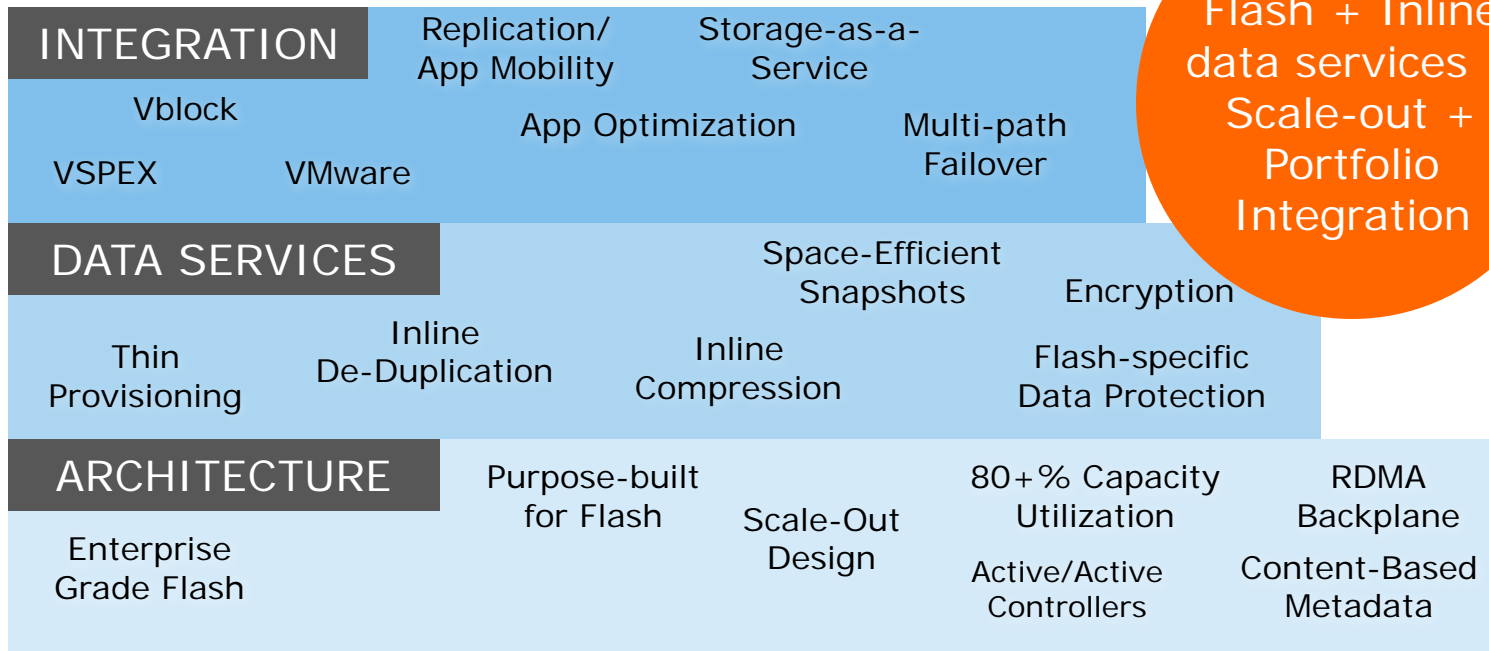 INTEGRATION
Replication/
App Mobility
Storage-as-a-
Service
Vblock
App Optimization
Multi-path
Failover
VSPEX
VMware
Flash + Inline
data services
Scale-out +
Portfolio
Integration
DATA SERVICES
Space-Efficient
Snapshots
Encryption
Thin
Provisioning
Inline
De-Duplication
Inline
Compression
Flash-specific
Data Protection
ARCHITECTURE
Purpose-built
for Flash
80+% Capacity
Utilization
RDMA
Backplane
Scale-Out
Design
Enterprise
Grade Flash
Active/Active
Controllers
Content-Based
Metadata